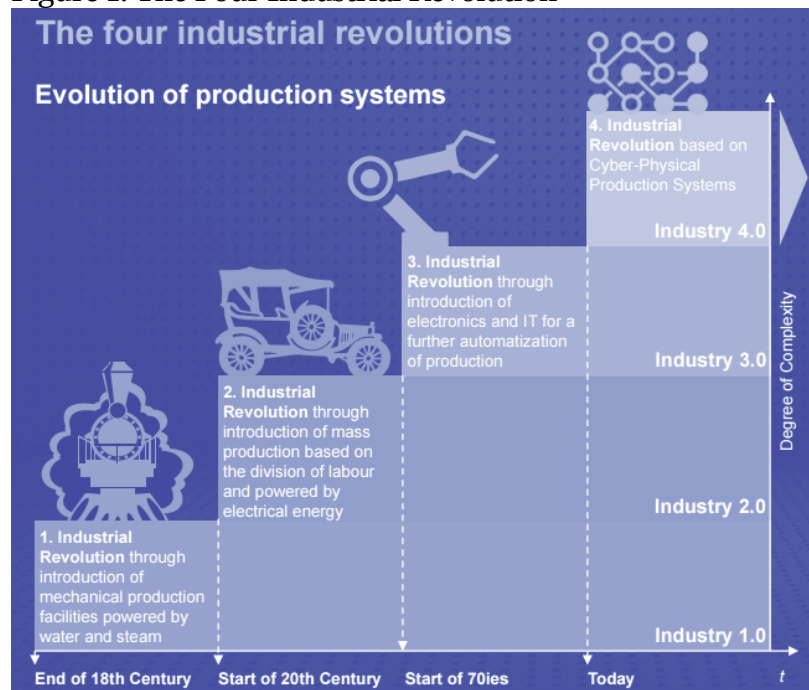 The four industrial revolutions
Evolution of production systems
4. Industrial
Revolution based on
Cyber-Physical
Production Systems
Industry 4.0
3. Industrial
Revolution through
introduction of
electronics and IT for a
further automatization
of production
Industry 3.0
2. Industrial
Revolution through
introduction of mass
production based on
the division of labour
and powered by
electrical energy
Industry 2.0
1. Industrial
Revolution through
introduction of
mechanical production
facilities powered by
water and steam
Industry 1.0
Degree of Complexity
End of 18th Century
Start of 20th Century
Start of 70ies
Today
t